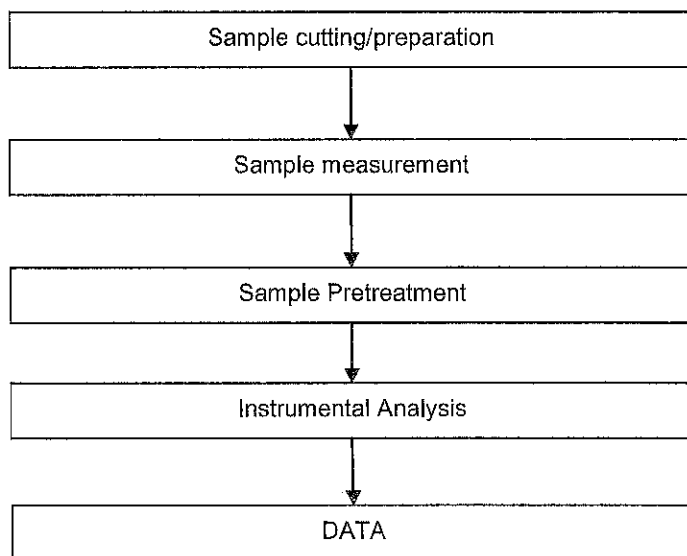 Sample cutting/preparation
Sample measurement
Sample Pretreatment
Instrumental Analysis
DATA